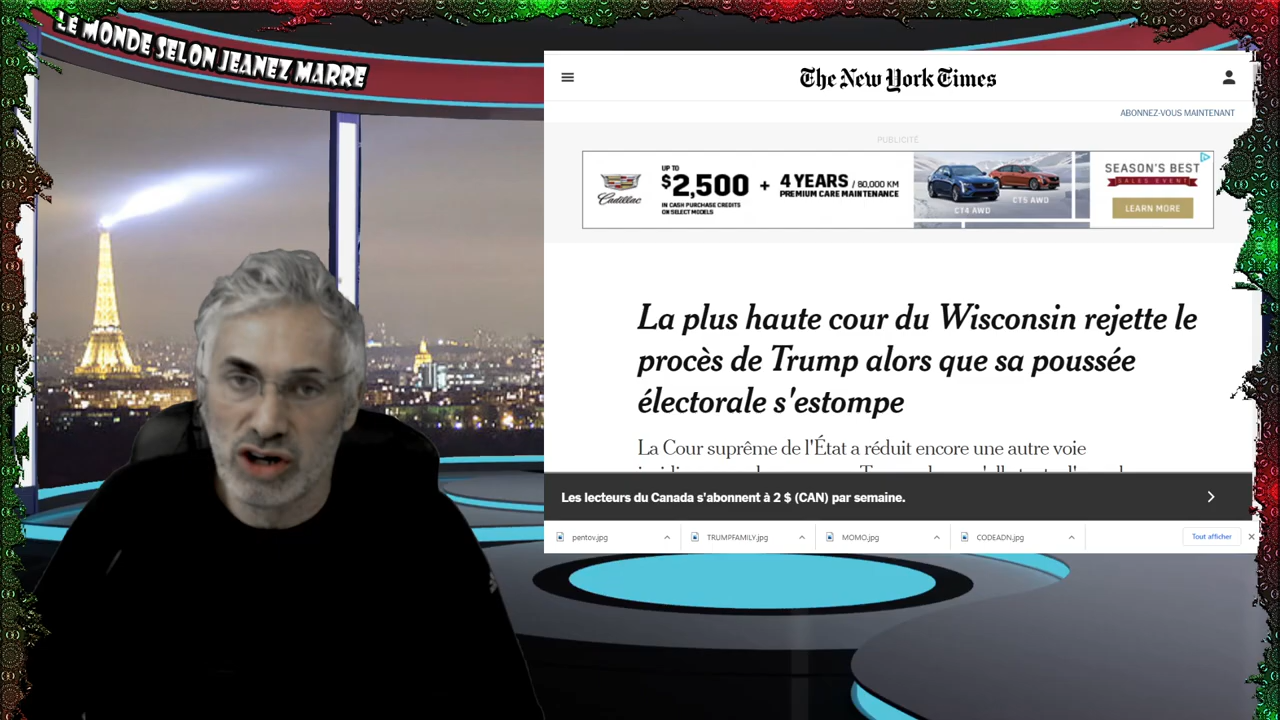 LE MONDE SELON JEANEZ MARRE
The New York Times
ABONNEZ-VOUS MAINTENANT
PUBLICITÉ
Cadillac
UP TO
$2,500
IN CASH PURCHASE CREDITS
ON SELECT MODELS
+ 4 YEARS / 80,000 KM
PREMIUM CARE MAINTENANCE
CT4 AWD
CT5 AWD
SEASON'S BEST
SALES EVENT
LEARN MORE
La plus haute cour du Wisconsin rejette le
procès de Trump alors que sa poussée
électorale s'estompe
La Cour suprême de l'État a réduit encore une autre voie
Les lecteurs du Canada s'abonnent à 2 $ (CAN) par semaine.
pentov.jpg
TRUMPFAMILY.jpg
MOMO.jpg
CODEADN.jpg
Tout afficher